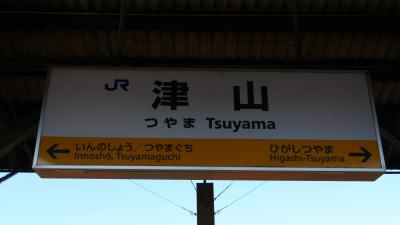 JR
津山
つやま Tsuyama
← いんのしょう／つやまぐち
Innoshō, Tsuyamaguchi
ひがしつやま →
Higashi-Tsuyama